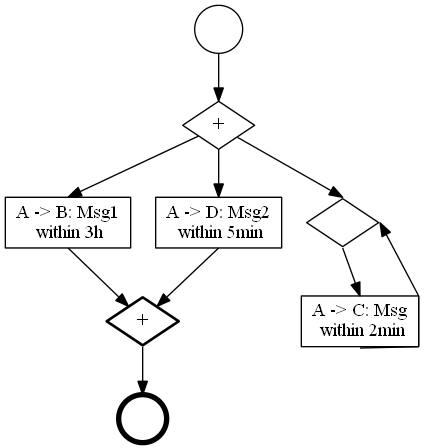 +
A -> B: Msg1
within 3h
A -> D: Msg2
within 5min
+
A -> C: Msg
within 2min